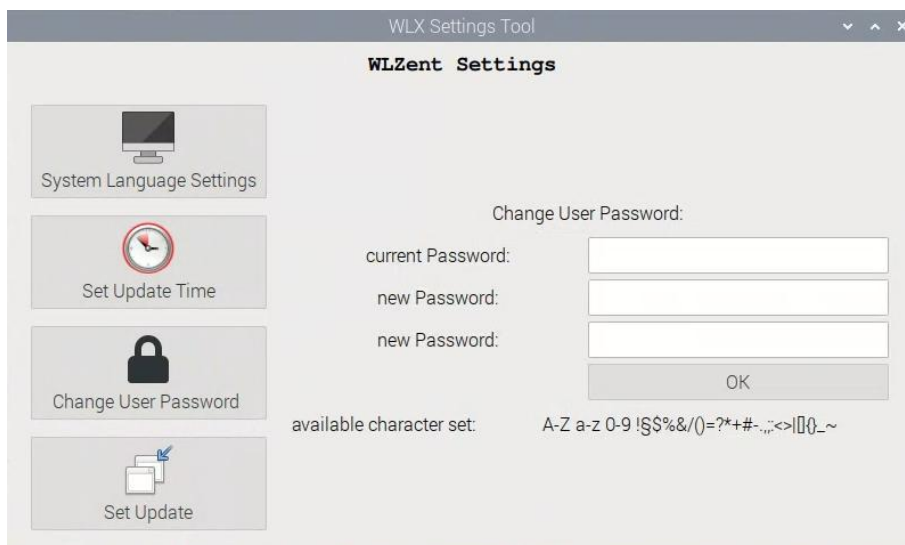 WLX Settings Tool
WLZent Settings
System Language Settings
Set Update Time
Change User Password
Set Update
Change User Password:
current Password:
new Password:
new Password:
OK
available character set: A-Z a-z 0-9 !§$%&/()=?*+#-.,;:<>|[]{}_~